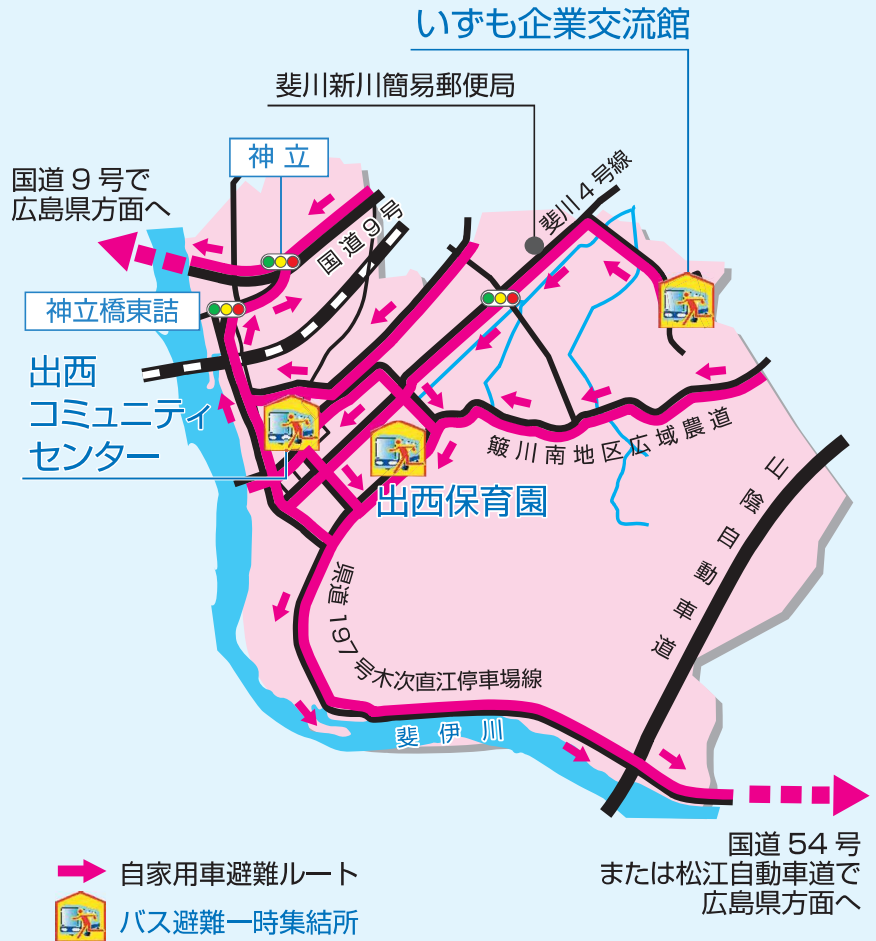 いずも企業交流館
斐川新川簡易郵便局
神立
国道9号で
広島県方面へ
斐川4号線
国道9号
神立橋東詰
出西
コミュニティ
センター
簸川南地区広域農道
出西保育園
山陰自動車道
県道197号木次直江停車場線
斐伊川
国道54号
または松江自動車道で
広島県方面へ
自家用車避難ルート
バス避難一時集結所